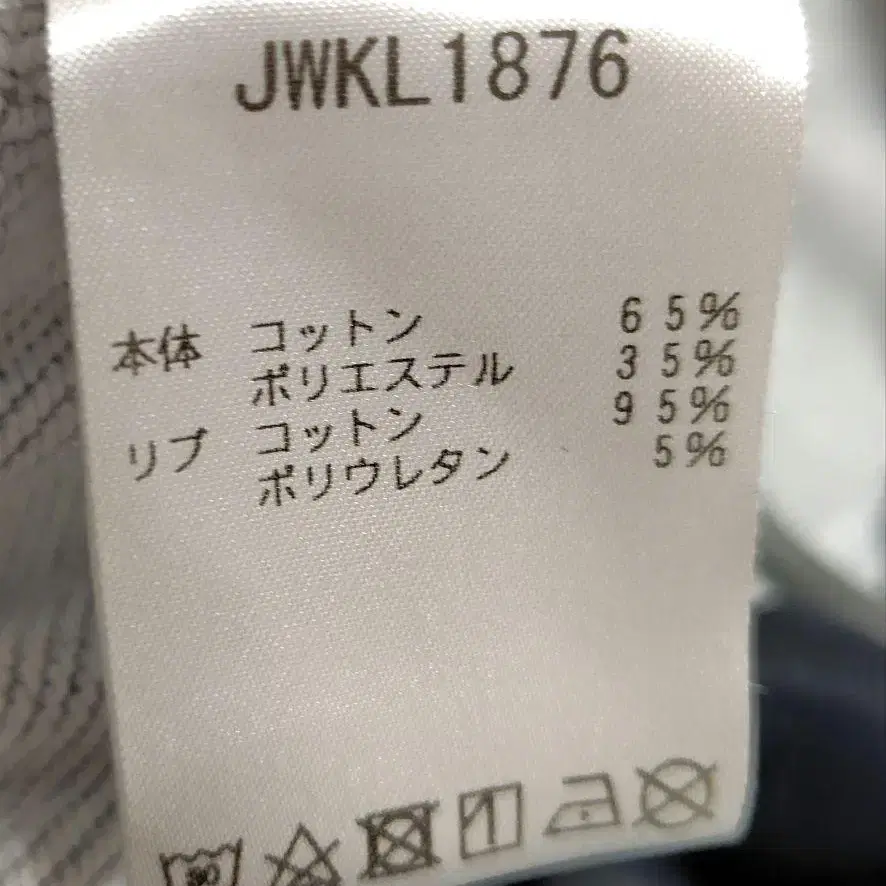 JWKL1876
本体 コットン 65%
ポリエステル 35%
リブ コットン 95%
ポリウレタン 5%